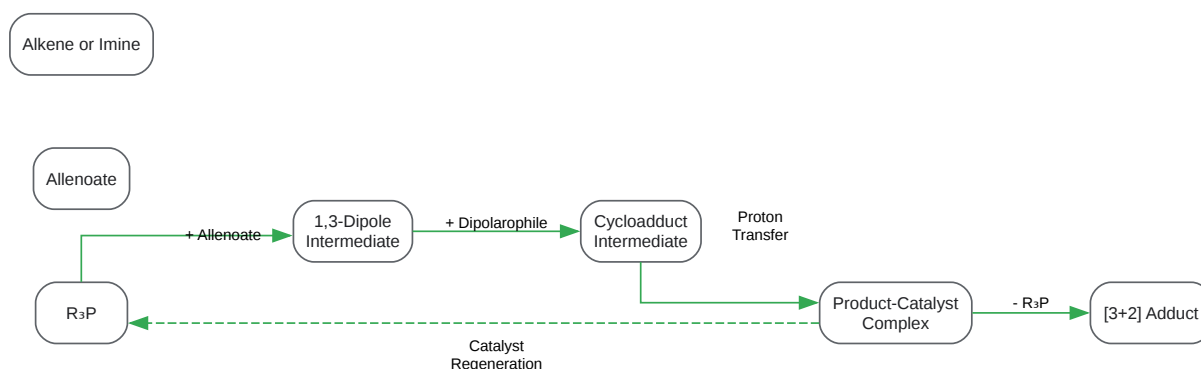 Alkene or Imine
Allenoate
+ Allenoate
1,3-Dipole
Intermediate
+ Dipolarophile
Cycloadduct
Intermediate
Proton
Transfer
R₃P
Product-Catalyst
Complex
- R₃P
[3+2] Adduct
Catalyst
Regeneration